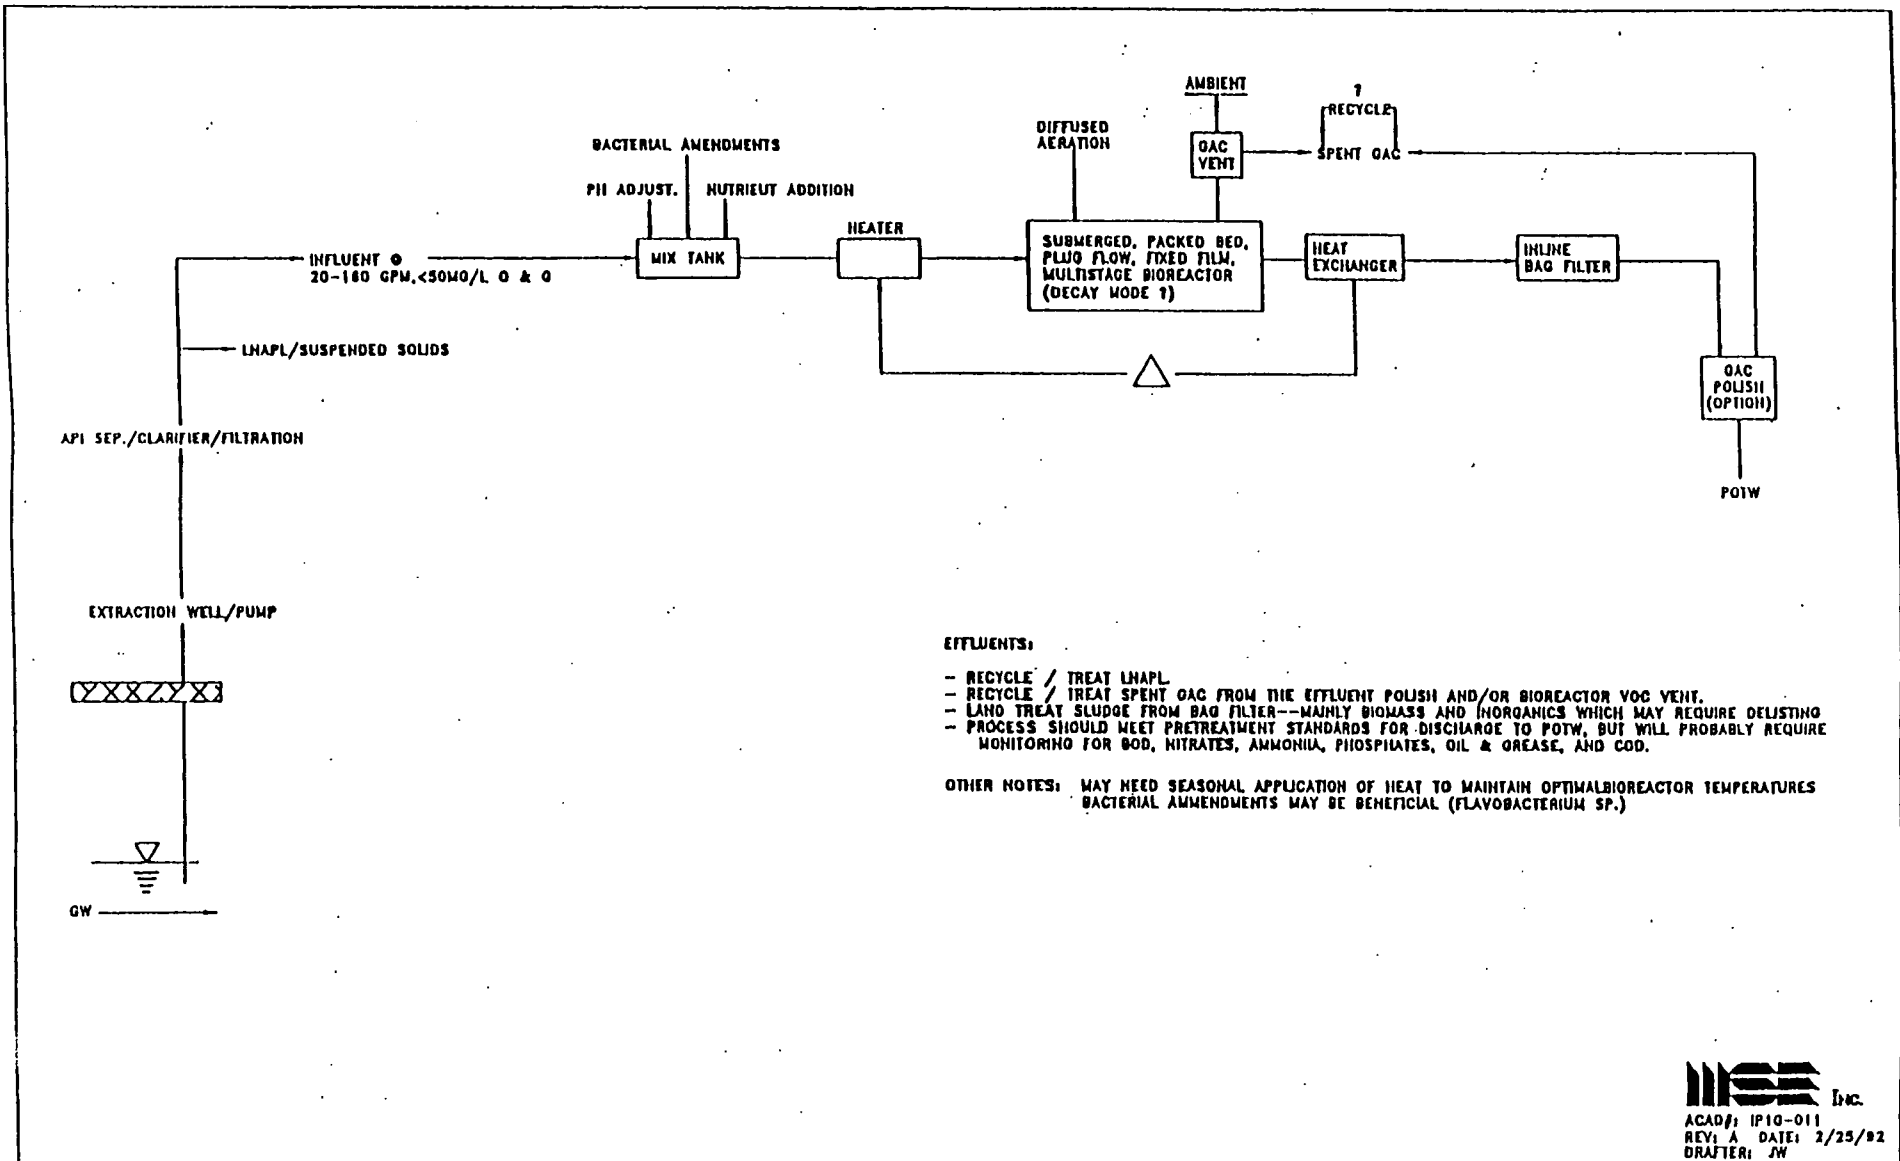 AMBIENT
?
RECYCLE
DIFFUSED
AERATION
GAC
VENT
SPENT GAC
BACTERIAL AMENDMENTS
PH ADJUST. NUTRIEUT ADDITION
HEATER
MIX TANK
SUBMERGED, PACKED BED,
PLUG FLOW, FIXED FILM,
MULTISTAGE BIOREACTOR
(DECAY MODE ?)
HEAT
EXCHANGER
INLINE
BAG FILTER
INFLUENT @
20-160 GPM,<50MG/L O & G
LNAPL/SUSPENDED SOLIDS
GAC
POLISH
(OPTION)
API SEP./CLARIFIER/FILTRATION
POTW
EXTRACTION WELL/PUMP
EFFLUENTS:
- RECYCLE / TREAT LNAPL
- RECYCLE / TREAT SPENT GAC FROM THE EFFLUENT POLISH AND/OR BIOREACTOR VOC VENT.
- LAND TREAT SLUDGE FROM BAG FILTER--MAINLY BIOMASS AND INORGANICS WHICH MAY REQUIRE DELISTING
- PROCESS SHOULD MEET PRETREATMENT STANDARDS FOR DISCHARGE TO POTW, BUT WILL PROBABLY REQUIRE
MONITORING FOR BOD, NITRATES, AMMONIA, PHOSPHATES, OIL & GREASE, AND COD.
OTHER NOTES: MAY NEED SEASONAL APPLICATION OF HEAT TO MAINTAIN OPTIMALBIOREACTOR TEMPERATURES
BACTERIAL AMMENDMENTS MAY BE BENEFICIAL (FLAVOBACTERIUM SP.)
GW
MSE Inc.
ACAD#: IP10-011
REV: A DATE: 2/25/92
DRAFTER: JW